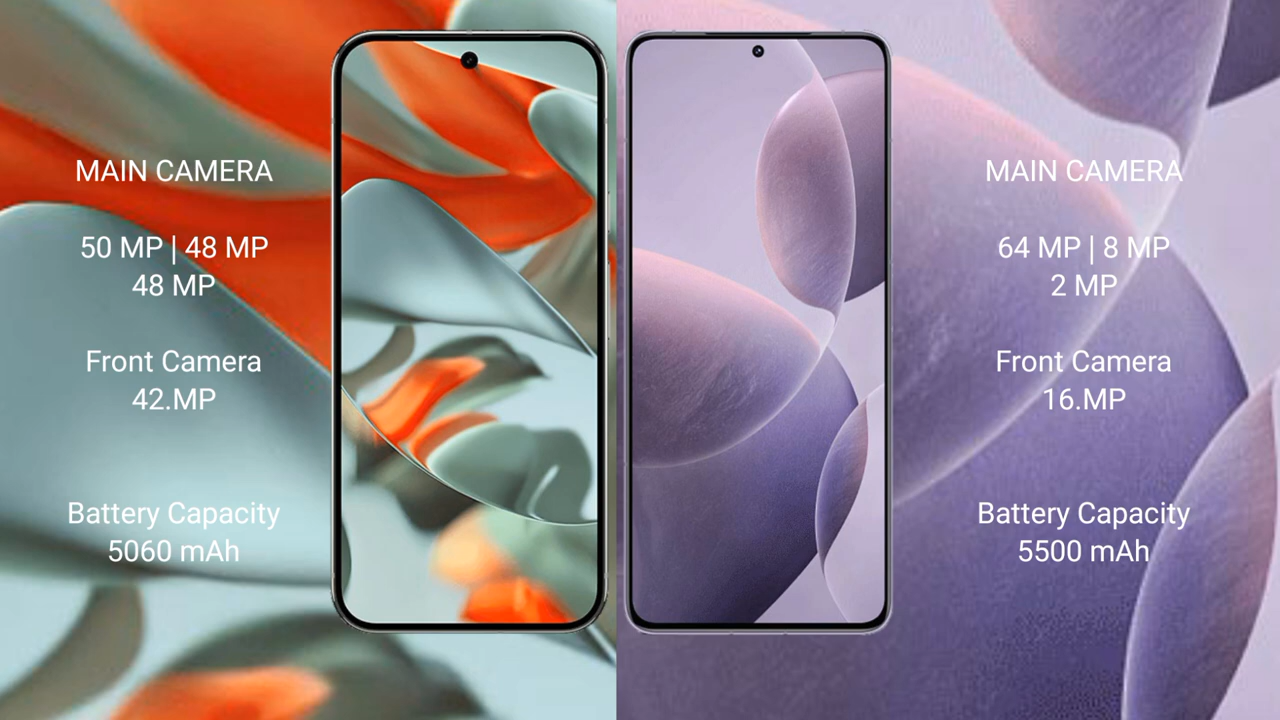 MAIN CAMERA
50 MP | 48 MP
48 MP
Front Camera
42.MP
Battery Capacity
5060 mAh
MAIN CAMERA
64 MP | 8 MP
2 MP
Front Camera
16.MP
Battery Capacity
5500 mAh